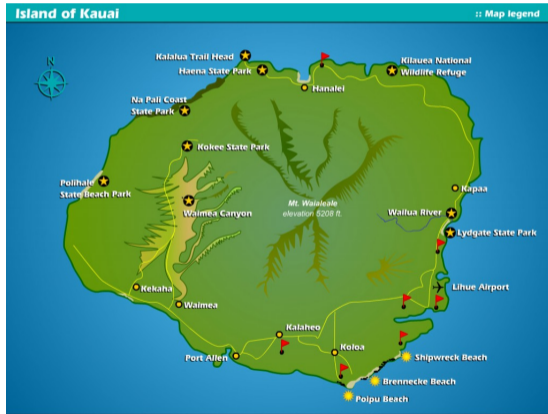 Island of Kauai
:: Map legend
N
Kalalua Trail Head
Haena State Park
Kilauea National
Wildlife Refuge
Hanalei
Na Pali Coast
State Park
Kokee State Park
Polihale
State Beach Park
Waimea Canyon
Mt. Waialeale
elevation 5208 ft.
Kapaa
Wailua River
Lydgate State Park
Lihue Airport
Kekaha
Waimea
Kalaheo
Port Allen
Koloa
Shipwreck Beach
Brennecke Beach
Poipu Beach